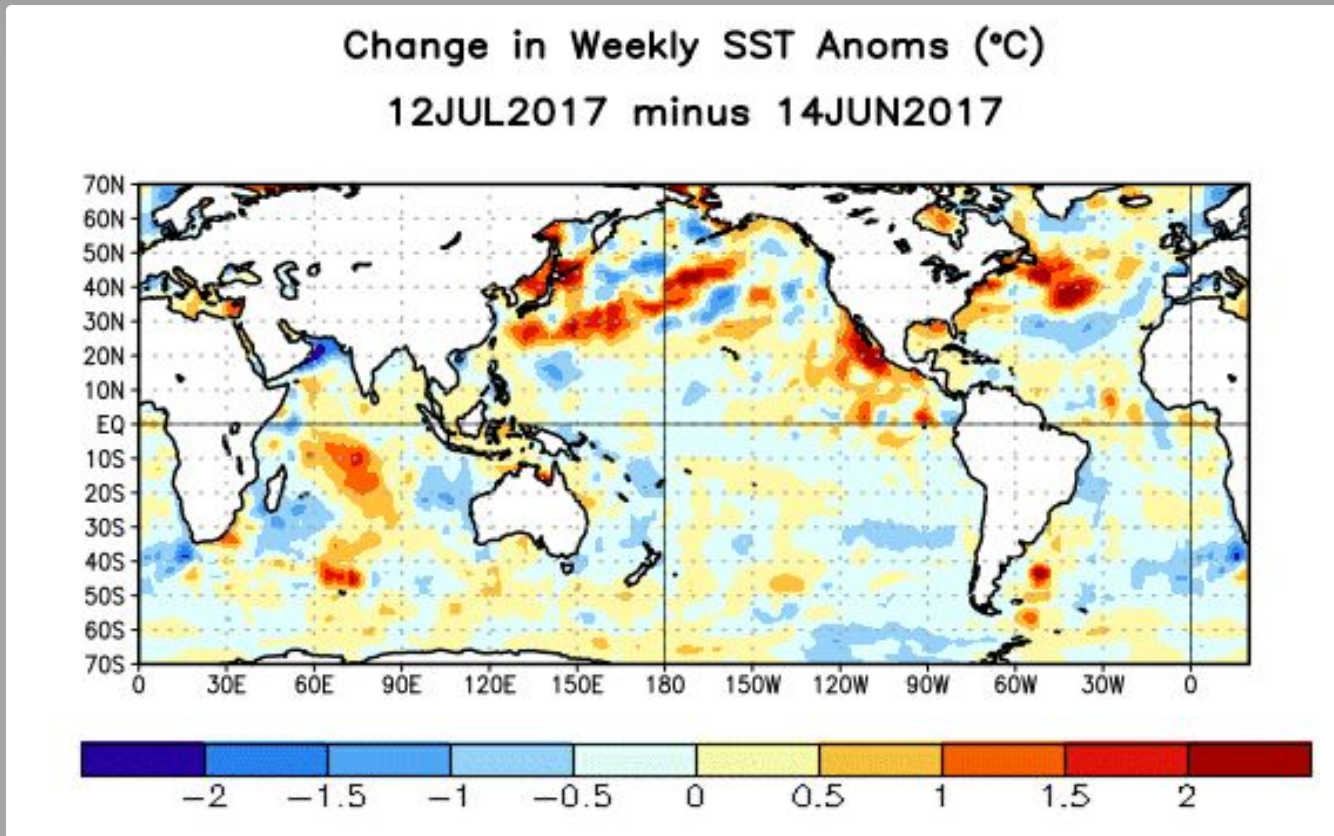 Change in Weekly SST Anoms (°C)
12JUL2017 minus 14JUN2017
70N
60N
50N
40N
30N
20N
10N
EQ
10S
20S
30S
40S
50S
60S
70S
0 30E 60E 90E 120E 150E 180 150W 120W 90W 60W 30W 0
−2 −1.5 −1 −0.5 0 0.5 1 1.5 2